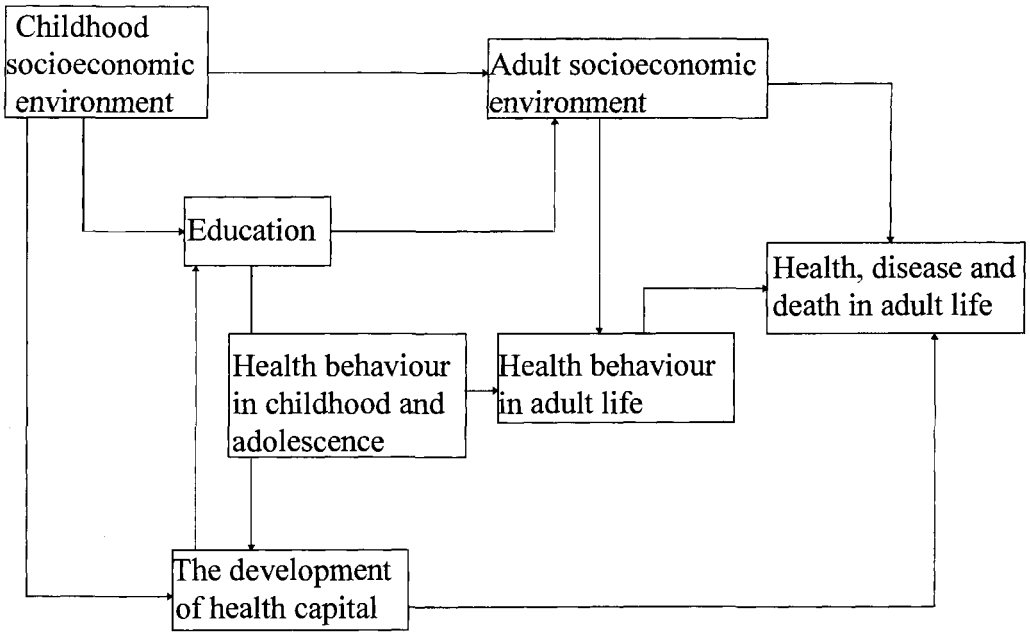 Childhood
socioeconomic
environment
Adult socioeconomic
environment
Education
Health, disease and
death in adult life
Health behaviour
in childhood and
adolescence
Health behaviour
in adult life
The development
of health capital